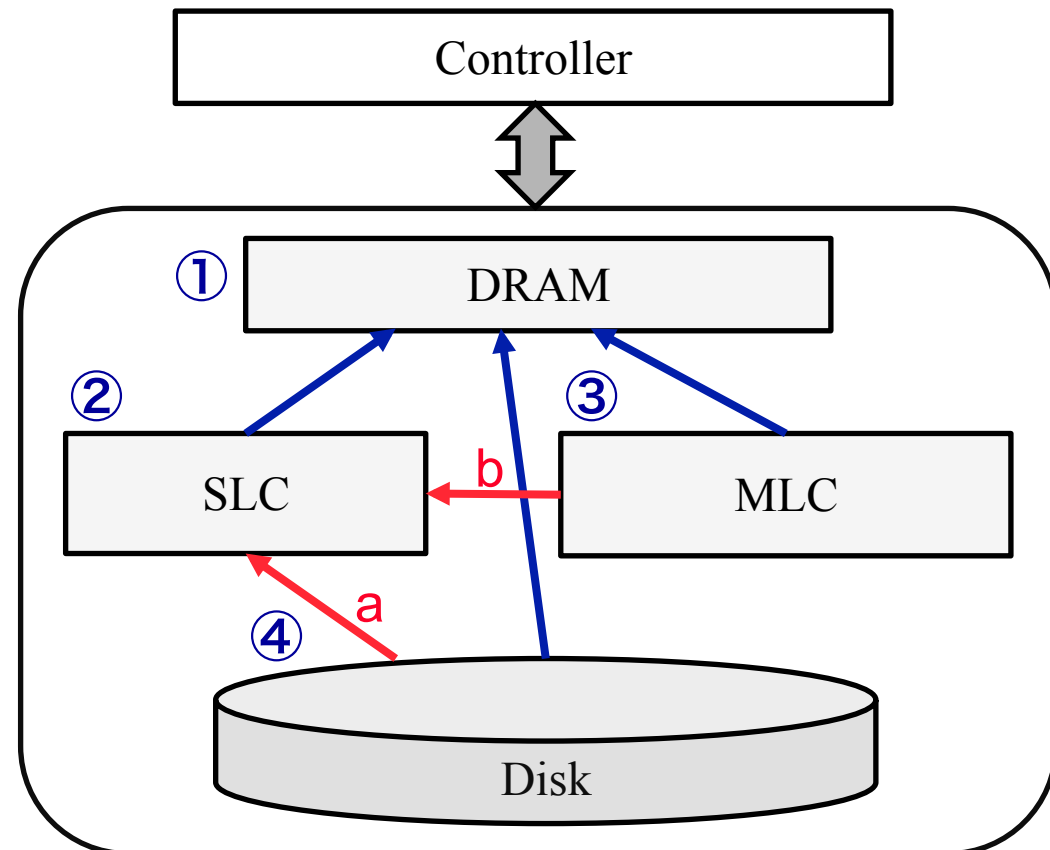 Controller
①
DRAM
②
③
SLC
b
MLC
a
④
Disk